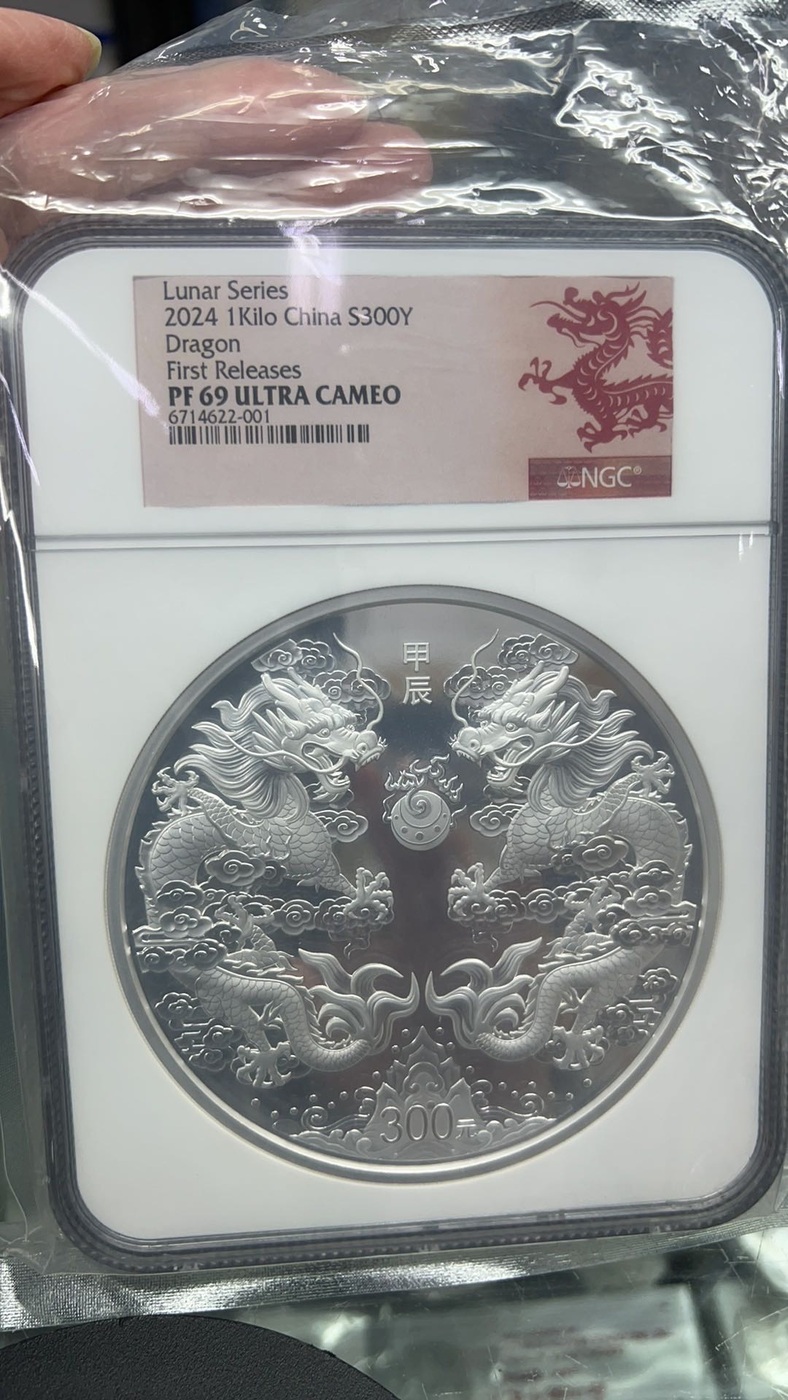 Lunar Series
2024 1Kilo China S300Y
Dragon
First Releases
PF 69 ULTRA CAMEO
6714622-001
NGC®
甲
辰
300元